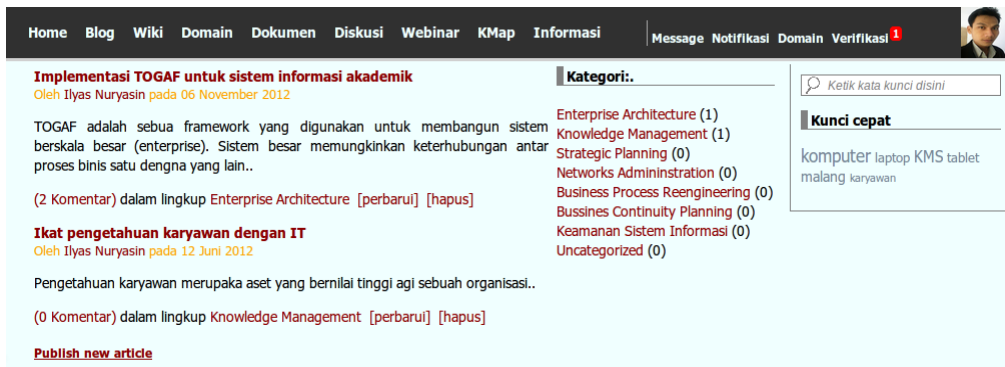 Home Blog Wiki Domain Dokumen Diskusi Webinar KMap Informasi Message Notifikasi Domain Verifikasi 1
Implementasi TOGAF untuk sistem informasi akademik
Oleh Ilyas Nuryasin pada 06 November 2012
TOGAF adalah sebua framework yang digunakan untuk membangun sistem
berskala besar (enterprise). Sistem besar memungkinkan keterhubungan antar
proses binis satu dengna yang lain..
(2 Komentar) dalam lingkup Enterprise Architecture [perbarui] [hapus]
Ikat pengetahuan karyawan dengan IT
Oleh Ilyas Nuryasin pada 12 Juni 2012
Pengetahuan karyawan merupaka aset yang bernilai tinggi agi sebuah organisasi..
(0 Komentar) dalam lingkup Knowledge Management [perbarui] [hapus]
Publish new article
Kategori:.
Enterprise Architecture (1)
Knowledge Management (1)
Strategic Planning (0)
Networks Admininstration (0)
Business Process Reengineering (0)
Bussines Continuity Planning (0)
Keamanan Sistem Informasi (0)
Uncategorized (0)
Ketik kata kunci disini
Kunci cepat
komputer laptop KMS tablet
malang karyawan